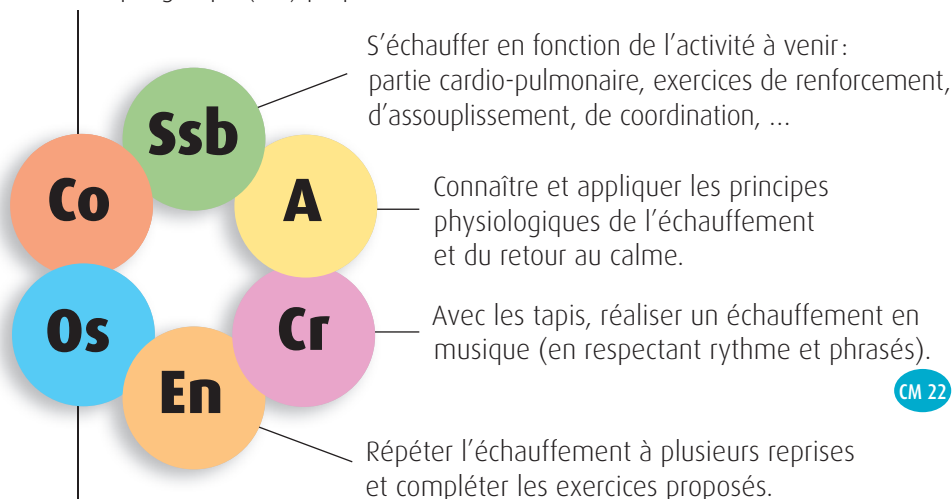 S’échauffer en fonction de l’activité à venir:
partie cardio-pulmonaire, exercices de renforcement,
d’assouplissement, de coordination, ...
Ssb
Co
A
Connaître et appliquer les principes
physiologiques de l’échauffement
et du retour au calme.
Os
Cr
Avec les tapis, réaliser un échauffement en
musique (en respectant rythme et phrasés).
En
CM 22
Répéter l’échauffement à plusieurs reprises
et compléter les exercices proposés.